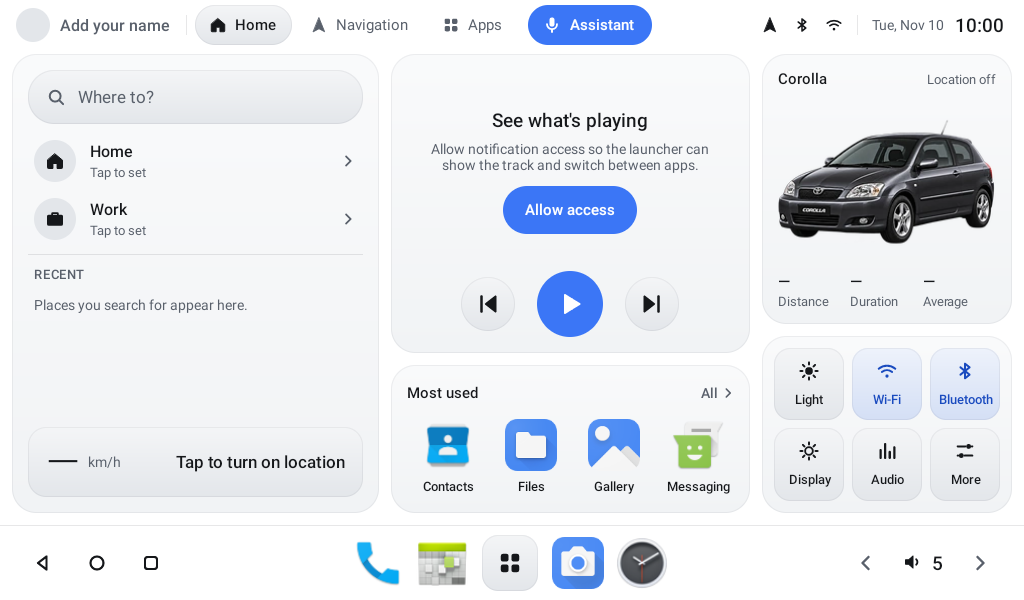 Add your name
Home
Navigation
Apps
Assistant
Tue, Nov 10
10:00
Where to?
Home
Tap to set
Work
Tap to set
RECENT
Places you search for appear here.
km/h
Tap to turn on location
See what's playing
Allow notification access so the launcher can
show the track and switch between apps.
Allow access
Most used
All
Contacts
Files
Gallery
Messaging
Corolla
Location off
COROLLA
Distance
Duration
Average
Light
Wi-Fi
Bluetooth
Display
Audio
More
5